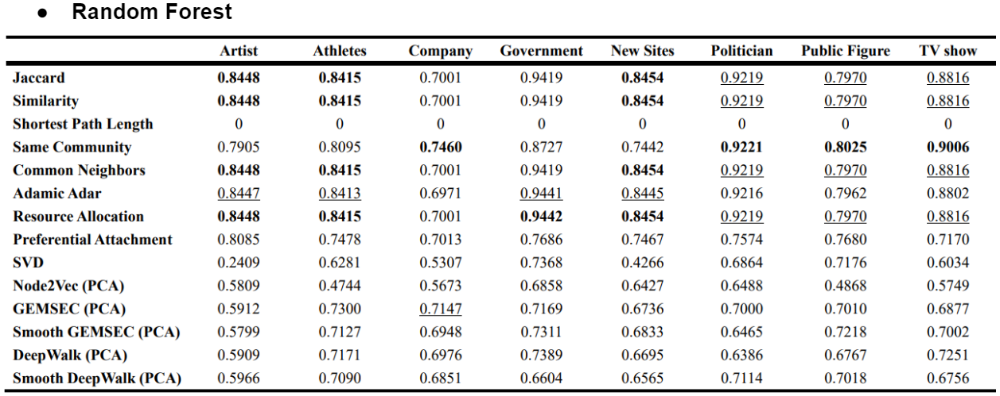 ● Random Forest
Artist Athletes Company Government New Sites Politician Public Figure TV show
Jaccard 0.8448 0.8415 0.7001 0.9419 0.8454 0.9219 0.7970 0.8816
Similarity 0.8448 0.8415 0.7001 0.9419 0.8454 0.9219 0.7970 0.8816
Shortest Path Length 0 0 0 0 0 0 0 0
Same Community 0.7905 0.8095 0.7460 0.8727 0.7442 0.9221 0.8025 0.9006
Common Neighbors 0.8448 0.8415 0.7001 0.9419 0.8454 0.9219 0.7970 0.8816
Adamic Adar 0.8447 0.8413 0.6971 0.9441 0.8445 0.9216 0.7962 0.8802
Resource Allocation 0.8448 0.8415 0.7001 0.9442 0.8454 0.9219 0.7970 0.8816
Preferential Attachment 0.8085 0.7478 0.7013 0.7686 0.7467 0.7574 0.7680 0.7170
SVD 0.2409 0.6281 0.5307 0.7368 0.4266 0.6864 0.7176 0.6034
Node2Vec (PCA) 0.5809 0.4744 0.5673 0.6858 0.6427 0.6488 0.4868 0.5749
GEMSEC (PCA) 0.5912 0.7300 0.7147 0.7169 0.6736 0.7000 0.7010 0.6877
Smooth GEMSEC (PCA) 0.5799 0.7127 0.6948 0.7311 0.6833 0.6465 0.7218 0.7002
DeepWalk (PCA) 0.5909 0.7171 0.6976 0.7389 0.6695 0.6386 0.6767 0.7251
Smooth DeepWalk (PCA) 0.5966 0.7090 0.6851 0.6604 0.6565 0.7114 0.7018 0.6756